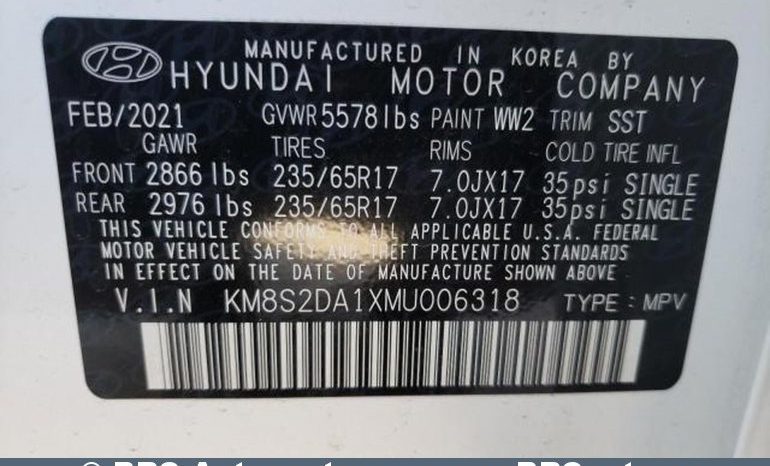 MANUFACTURED IN KOREA BY
HYUNDAI MOTOR COMPANY
FEB/2021 GVWR 5578 lbs PAINT WW2 TRIM SST
GAWR TIRES RIMS COLD TIRE INFL
FRONT 2866 lbs 235/65R17 7.0JX17 35psi SINGLE
REAR 2976 lbs 235/65R17 7.0JX17 35psi SINGLE
THIS VEHICLE CONFORMS TO ALL APPLICABLE U.S.A. FEDERAL
MOTOR VEHICLE SAFETY AND THEFT PREVENTION STANDARDS
IN EFFECT ON THE DATE OF MANUFACTURE SHOWN ABOVE
V.I.N KM8S2DA1XMU006318 TYPE : MPV